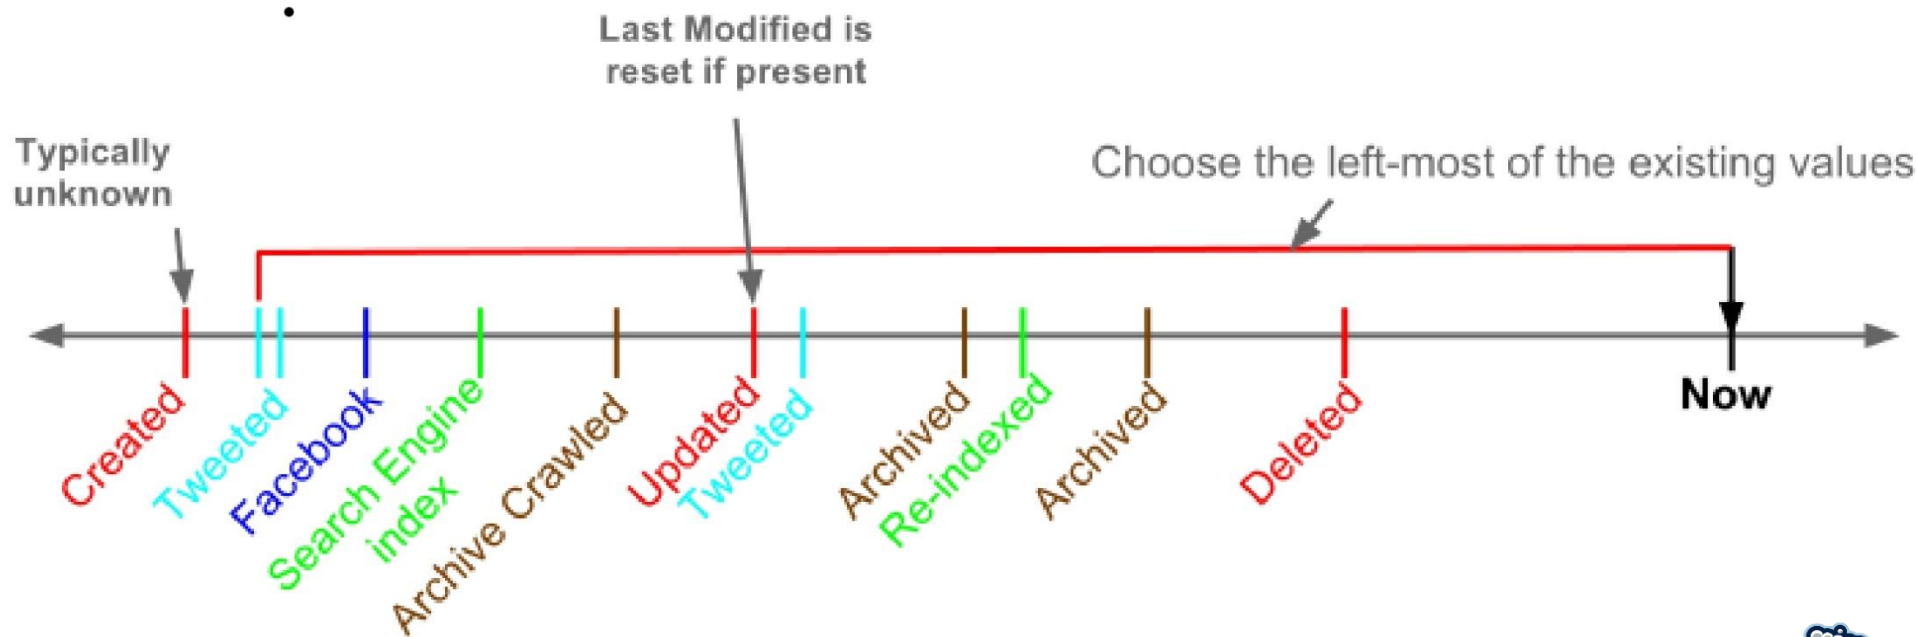 Last Modified is
reset if present
Typically
unknown
Choose the left-most of the existing values
Created
Tweeted
Facebook
Search Engine
index
Archive Crawled
Updated
Tweeted
Archived
Re-indexed
Archived
Deleted
Now